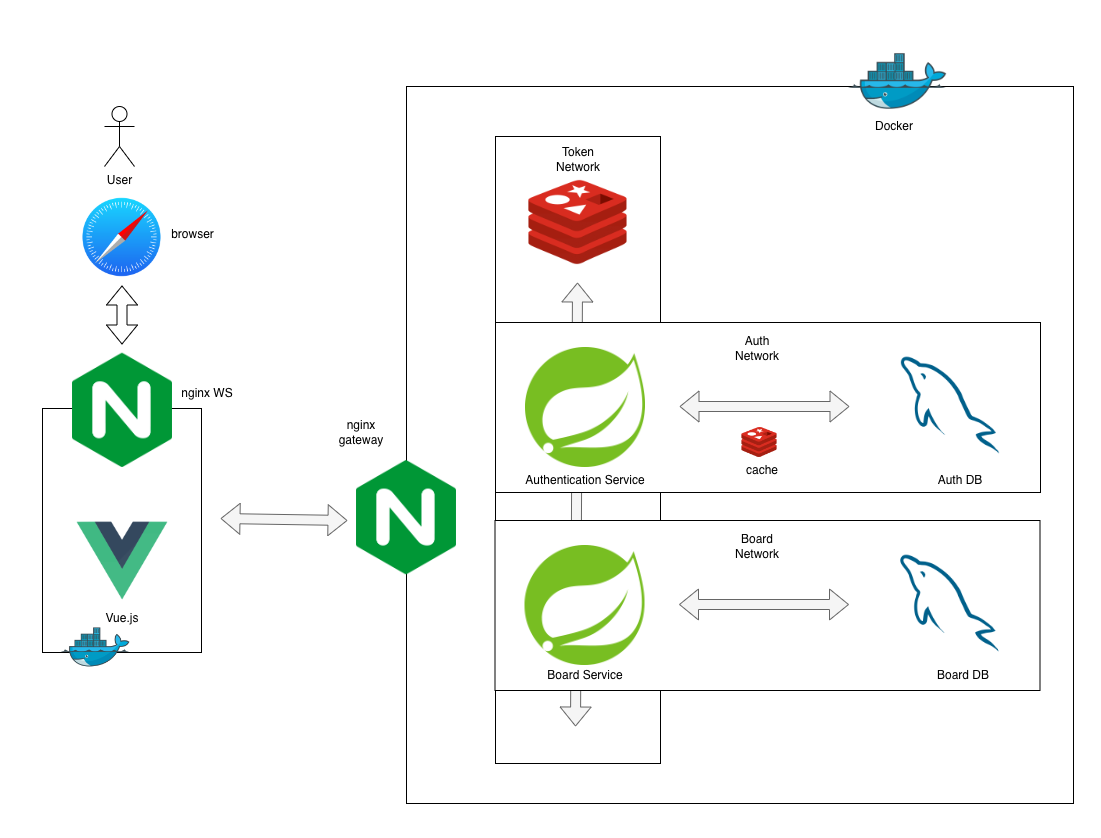 Docker
Token
Network
User
browser
Auth
Network
nginx WS
nginx
gateway
cache
Authentication Service
Auth DB
Board
Network
Vue.js
Board Service
Board DB